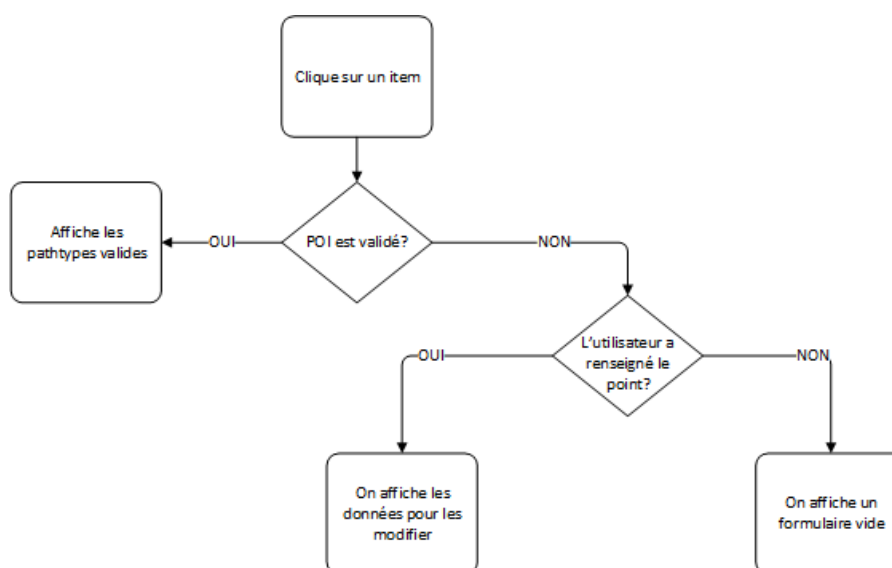 Clique sur un item
Affiche les
pathtypes valides
OUI
POI est validé?
NON
L'utilisateur a
renseigné le
point?
OUI
NON
On affiche les
données pour les
modifier
On affiche un
formulaire vide